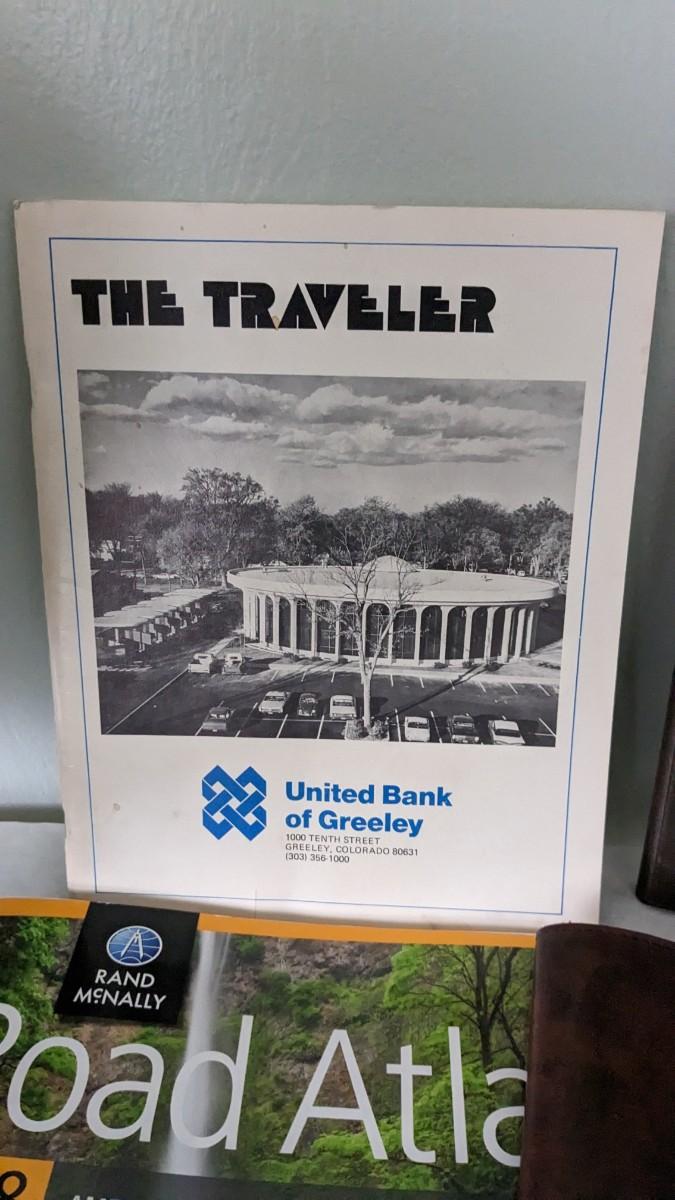 THE TRAVELER
United Bank
of Greeley
1000 TENTH STREET
GREELEY, COLORADO 80631
(303) 356-1000
RAND
McNALLY
Road Atla